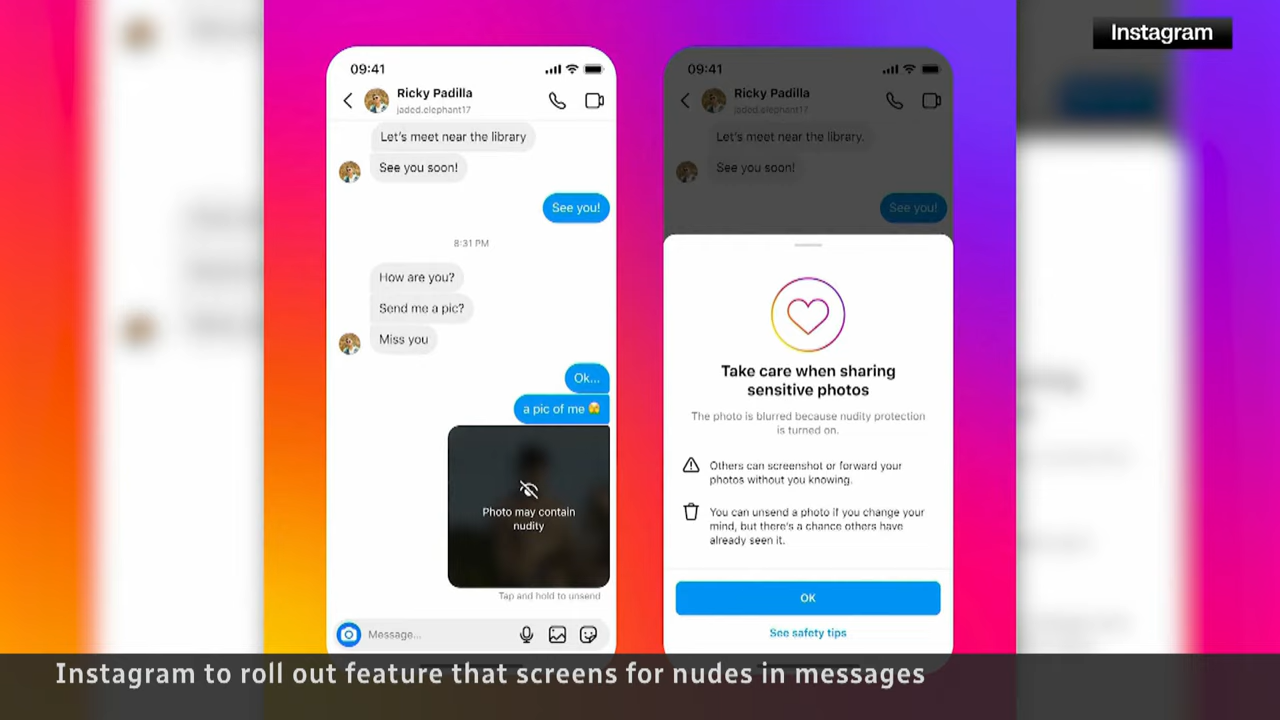 Instagram
09:41
Ricky Padilla
jaded.elephant17
Let's meet near the library
See you soon!
See you!
8:31 PM
How are you?
Send me a pic?
Miss you
Ok...
a pic of me
Photo may contain
nudity
Tap and hold to unsend
Message...
09:41
Ricky Padilla
jaded.elephant17
Let's meet near the library.
See you soon!
See you!
Take care when sharing
sensitive photos
The photo is blurred because nudity protection
is turned on.
Others can screenshot or forward your
photos without you knowing.
You can unsend a photo if you change your
mind, but there's a chance others have
already seen it.
OK
See safety tips
Instagram to roll out feature that screens for nudes in messages